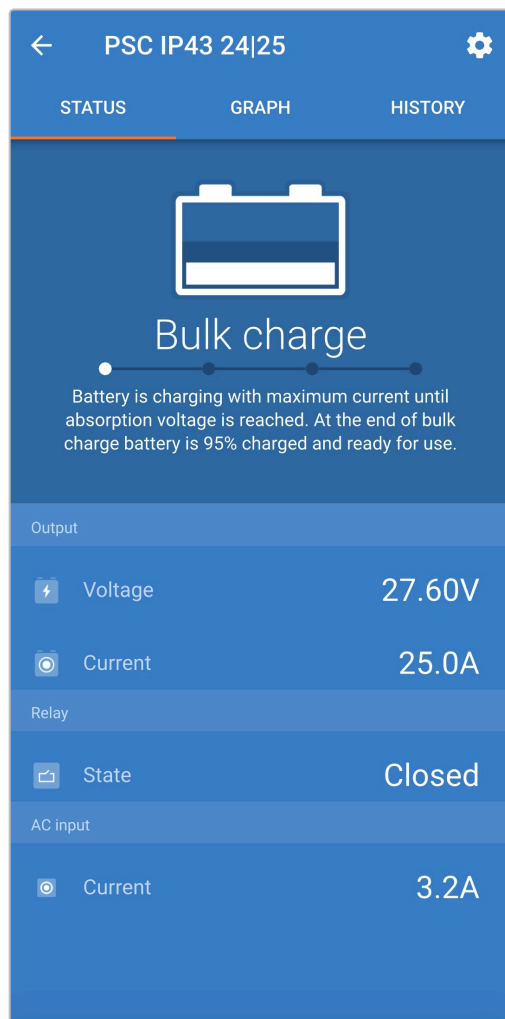 PSC IP43 24|25
STATUS GRAPH HISTORY
Bulk charge
Battery is charging with maximum current until
absorption voltage is reached. At the end of bulk
charge battery is 95% charged and ready for use.
Output
Voltage 27.60V
Current 25.0A
Relay
State Closed
AC input
Current 3.2A